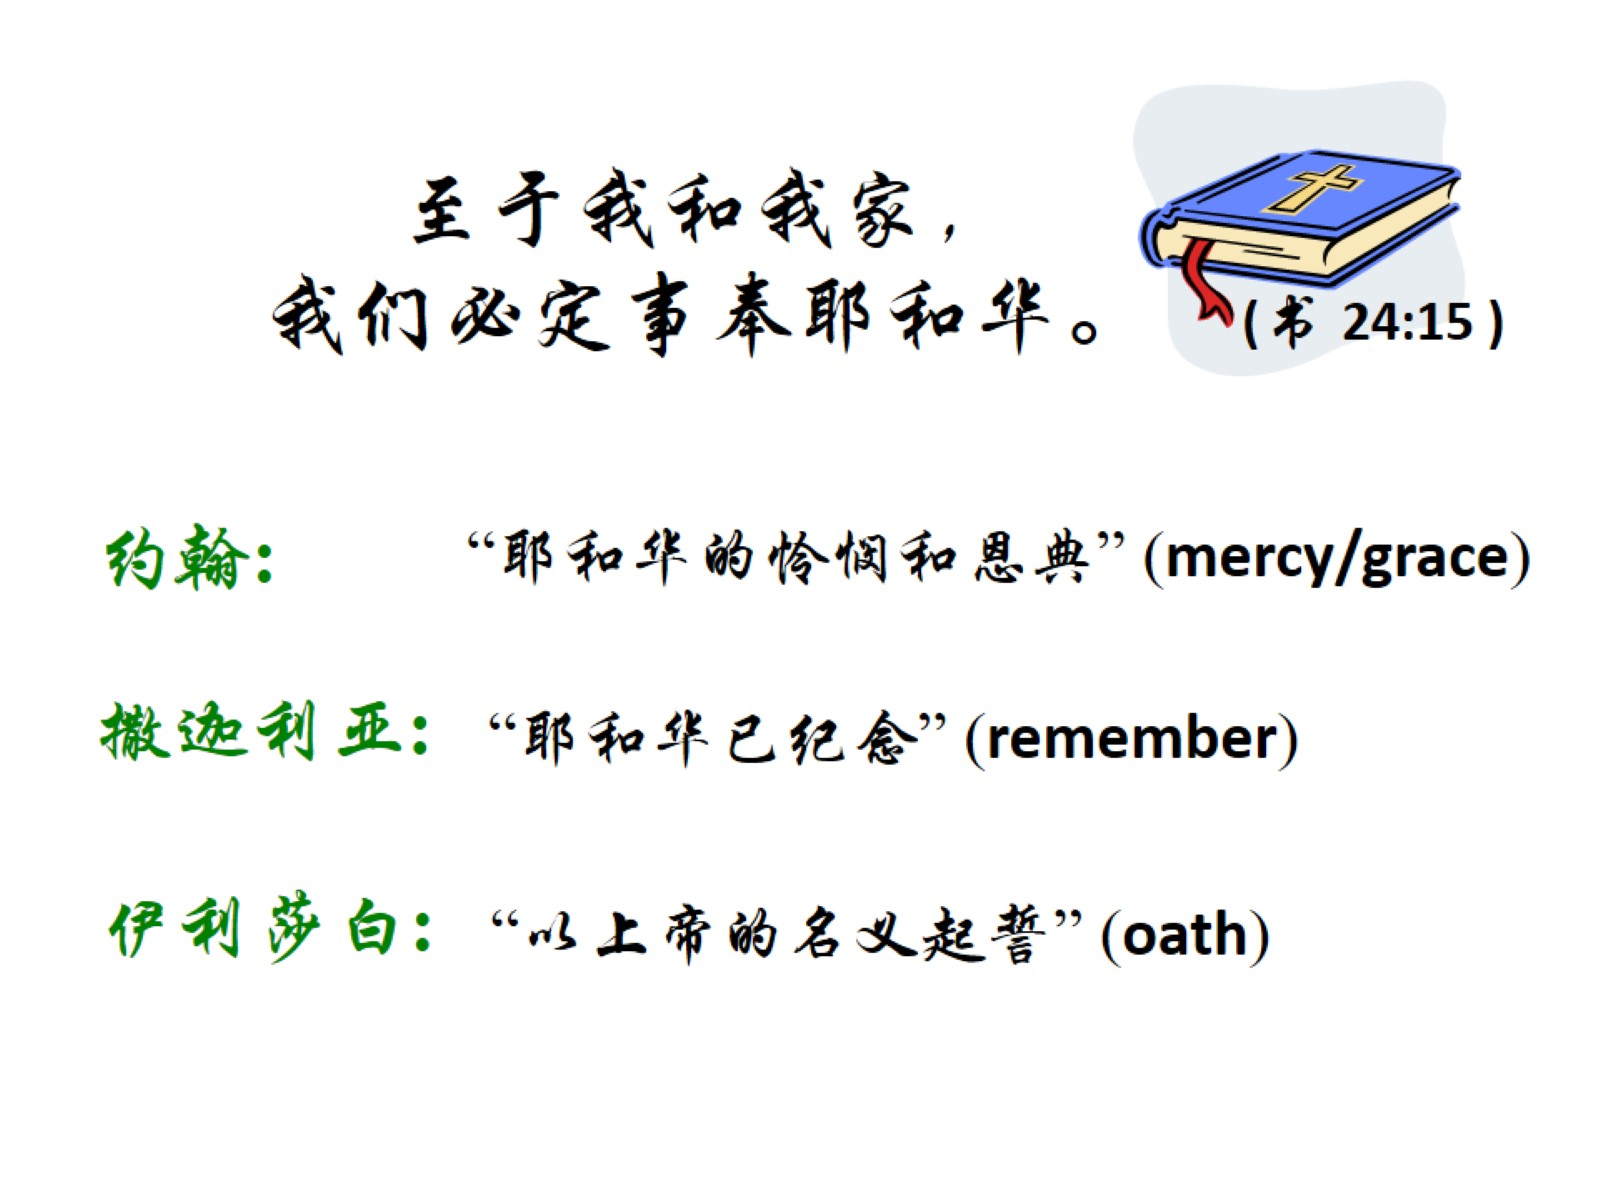 至于我和我家，
我们必定事奉耶和华。
(书 24:15)
约翰： “耶和华的怜悯和恩典” (mercy/grace)
撒迦利亚： “耶和华已纪念” (remember)
伊利莎白： “以上帝的名义起誓” (oath)